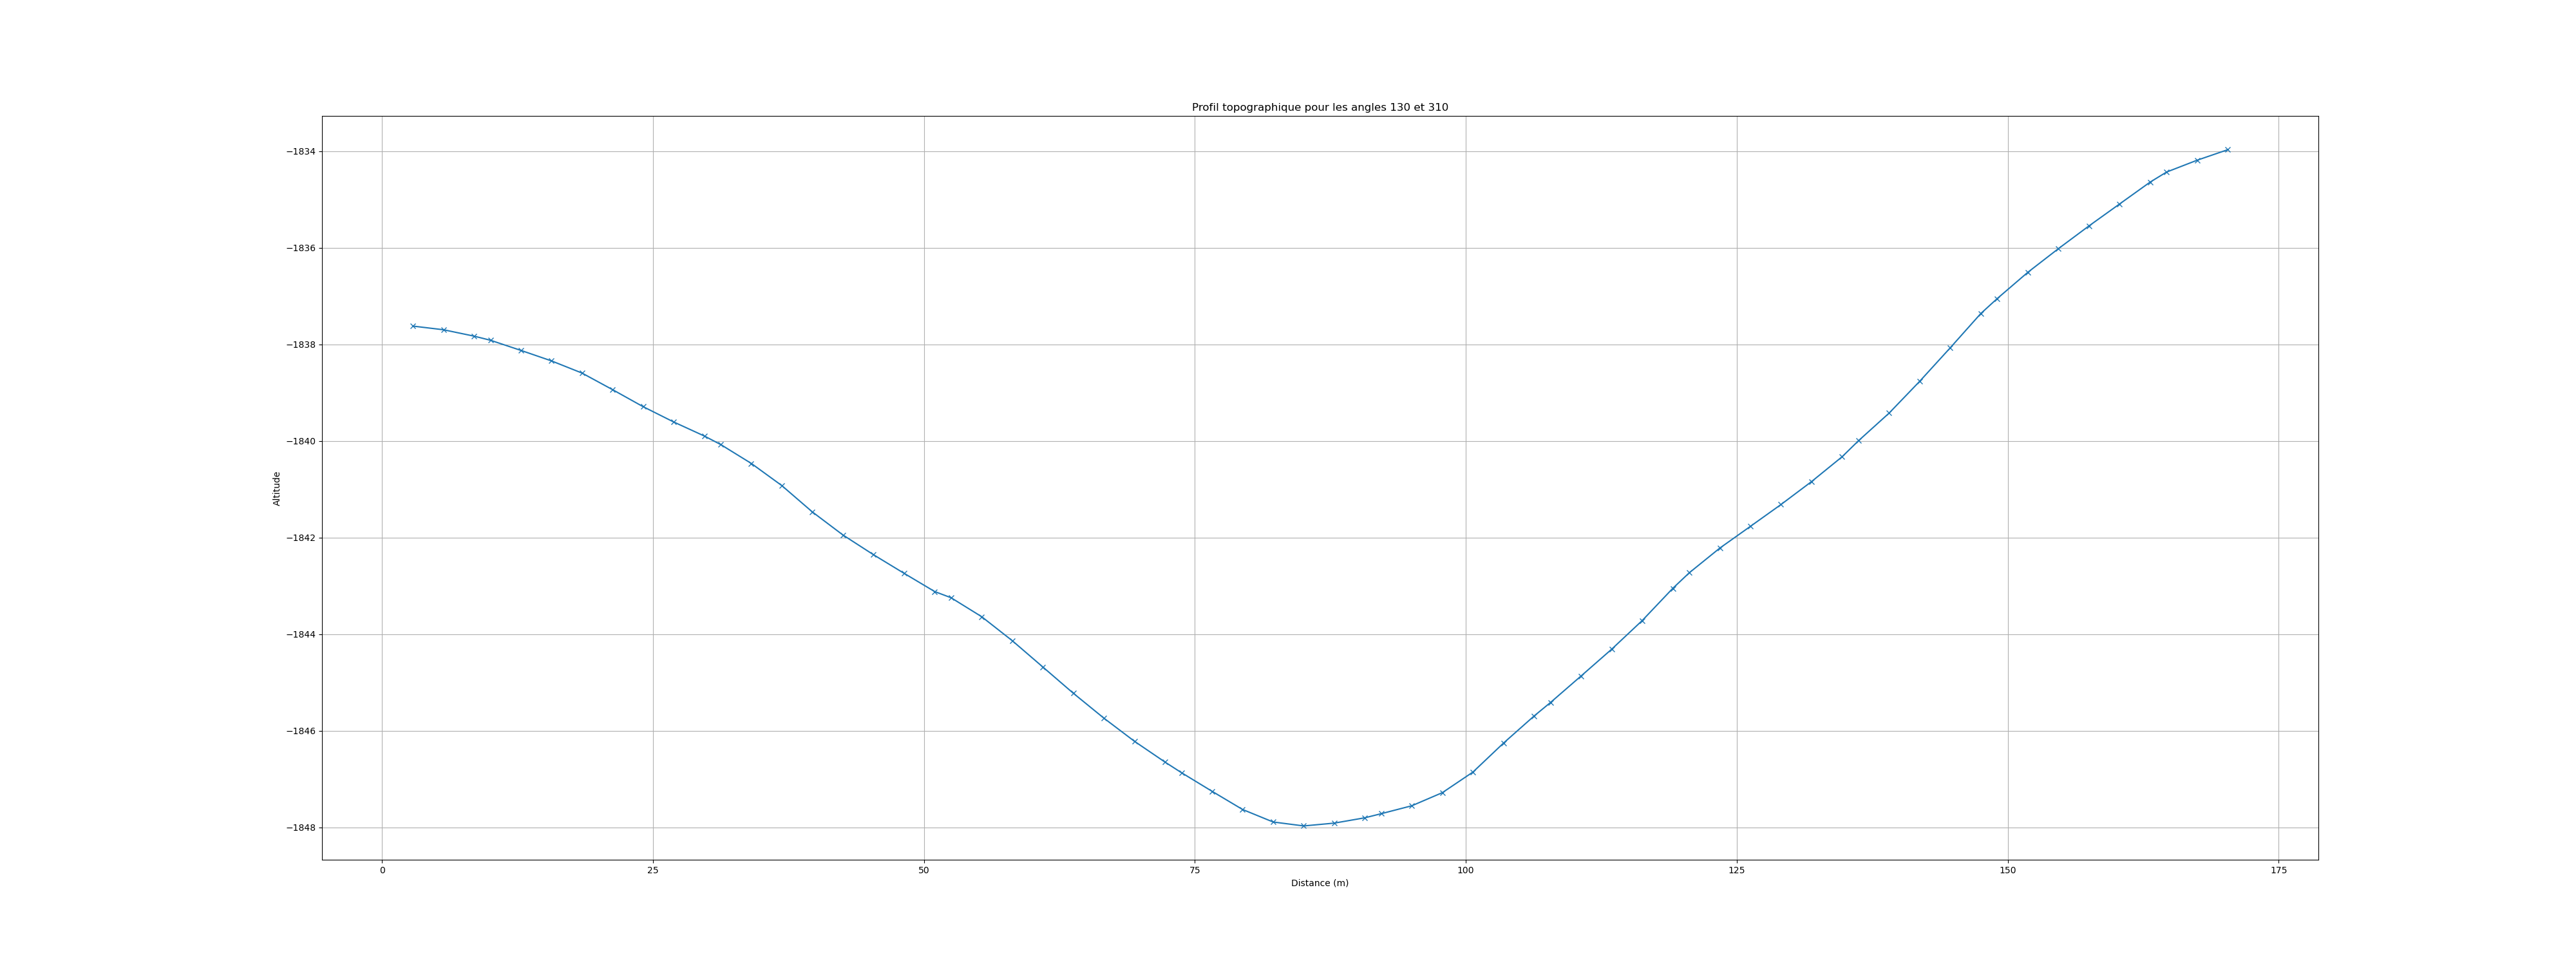 Profil topographique pour les angles 130 et 310
−1834
−1836
−1838
−1840
−1842
−1844
−1846
−1848
Altitude
0 25 50 75 100 125 150 175
Distance (m)